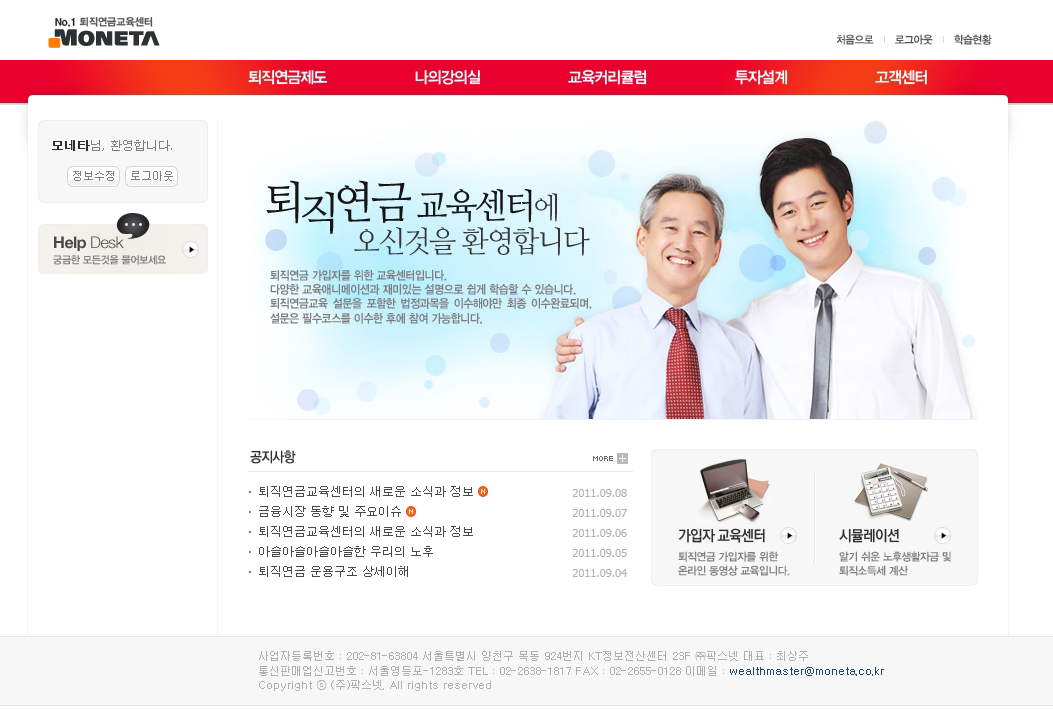 No.1 퇴직연금교육센터
MONETA
처음으로 로그아웃 학습현황
퇴직연금제도 나의강의실 교육커리큘럼 투자설계 고객센터
모네타님, 환영합니다.
정보수정 로그아웃
Help Desk
궁금한 모든것을 물어보세요
퇴직연금 교육센터에
오신것을 환영합니다
퇴직연금 가입자를 위한 교육센터입니다.
다양한 교육애니메이션과 재미있는 설명으로 쉽게 학습할 수 있습니다.
퇴직연금교육 설문을 포함한 법정과목을 이수해야만 최종 이수완료되며,
설문은 필수코스를 이수한 후에 참여 가능합니다.
공지사항 MORE
· 퇴직연금교육센터의 새로운 소식과 정보 N 2011.09.08
· 금융시장 동향 및 주요이슈 N 2011.09.07
· 퇴직연금교육센터의 새로운 소식과 정보 2011.09.06
· 아슬아슬아슬아슬한 우리의 노후 2011.09.05
· 퇴직연금 운용구조 상세이해 2011.09.04
가입자 교육센터
퇴직연금 가입자를 위한
온라인 동영상 교육입니다.
시뮬레이션
알기 쉬운 노후생활자금 및
퇴직소득세 계산
사업자등록번호 : 202-81-63804 서울특별시 양천구 목동 924번지 KT정보전산센터 23F ㈜팍스넷 대표 : 최상주
통신판매업신고번호 : 서울영등포-1283호 TEL : 02-2638-1817 FAX : 02-2655-0128 이메일 : wealthmaster@moneta.co.kr
Copyright ⓒ (주)팍스넷, All rights reserved